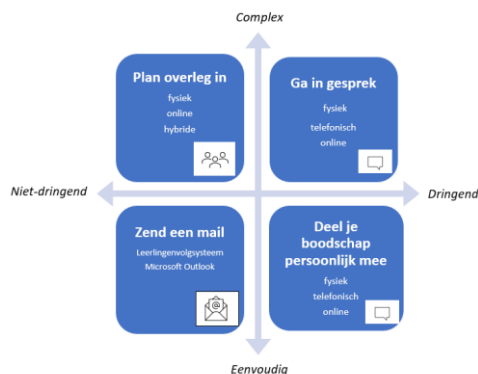 Complex
Plan overleg in
fysiek
online
hybride
Ga in gesprek
fysiek
telefonisch
online
Niet-dringend
Dringend
Zend een mail
Leerlingenvolgsysteem
Microsoft Outlook
@
Deel je
boodschap
persoonlijk mee
fysiek
telefonisch
online
Eenvoudig